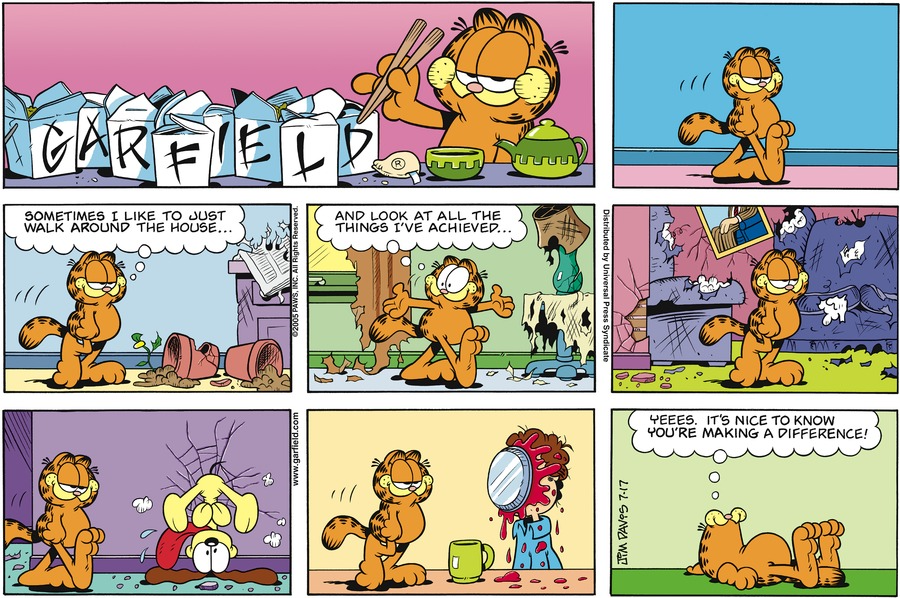 GARFIELD
®
SOMETIMES I LIKE TO JUST
WALK AROUND THE HOUSE...
©2005 PAWS, INC. All Rights Reserved.
AND LOOK AT ALL THE
THINGS I'VE ACHIEVED...
Distributed by Universal Press Syndicate
www.garfield.com
YEEES. IT'S NICE TO KNOW
YOU'RE MAKING A DIFFERENCE!
JIM DAVIS 7-17